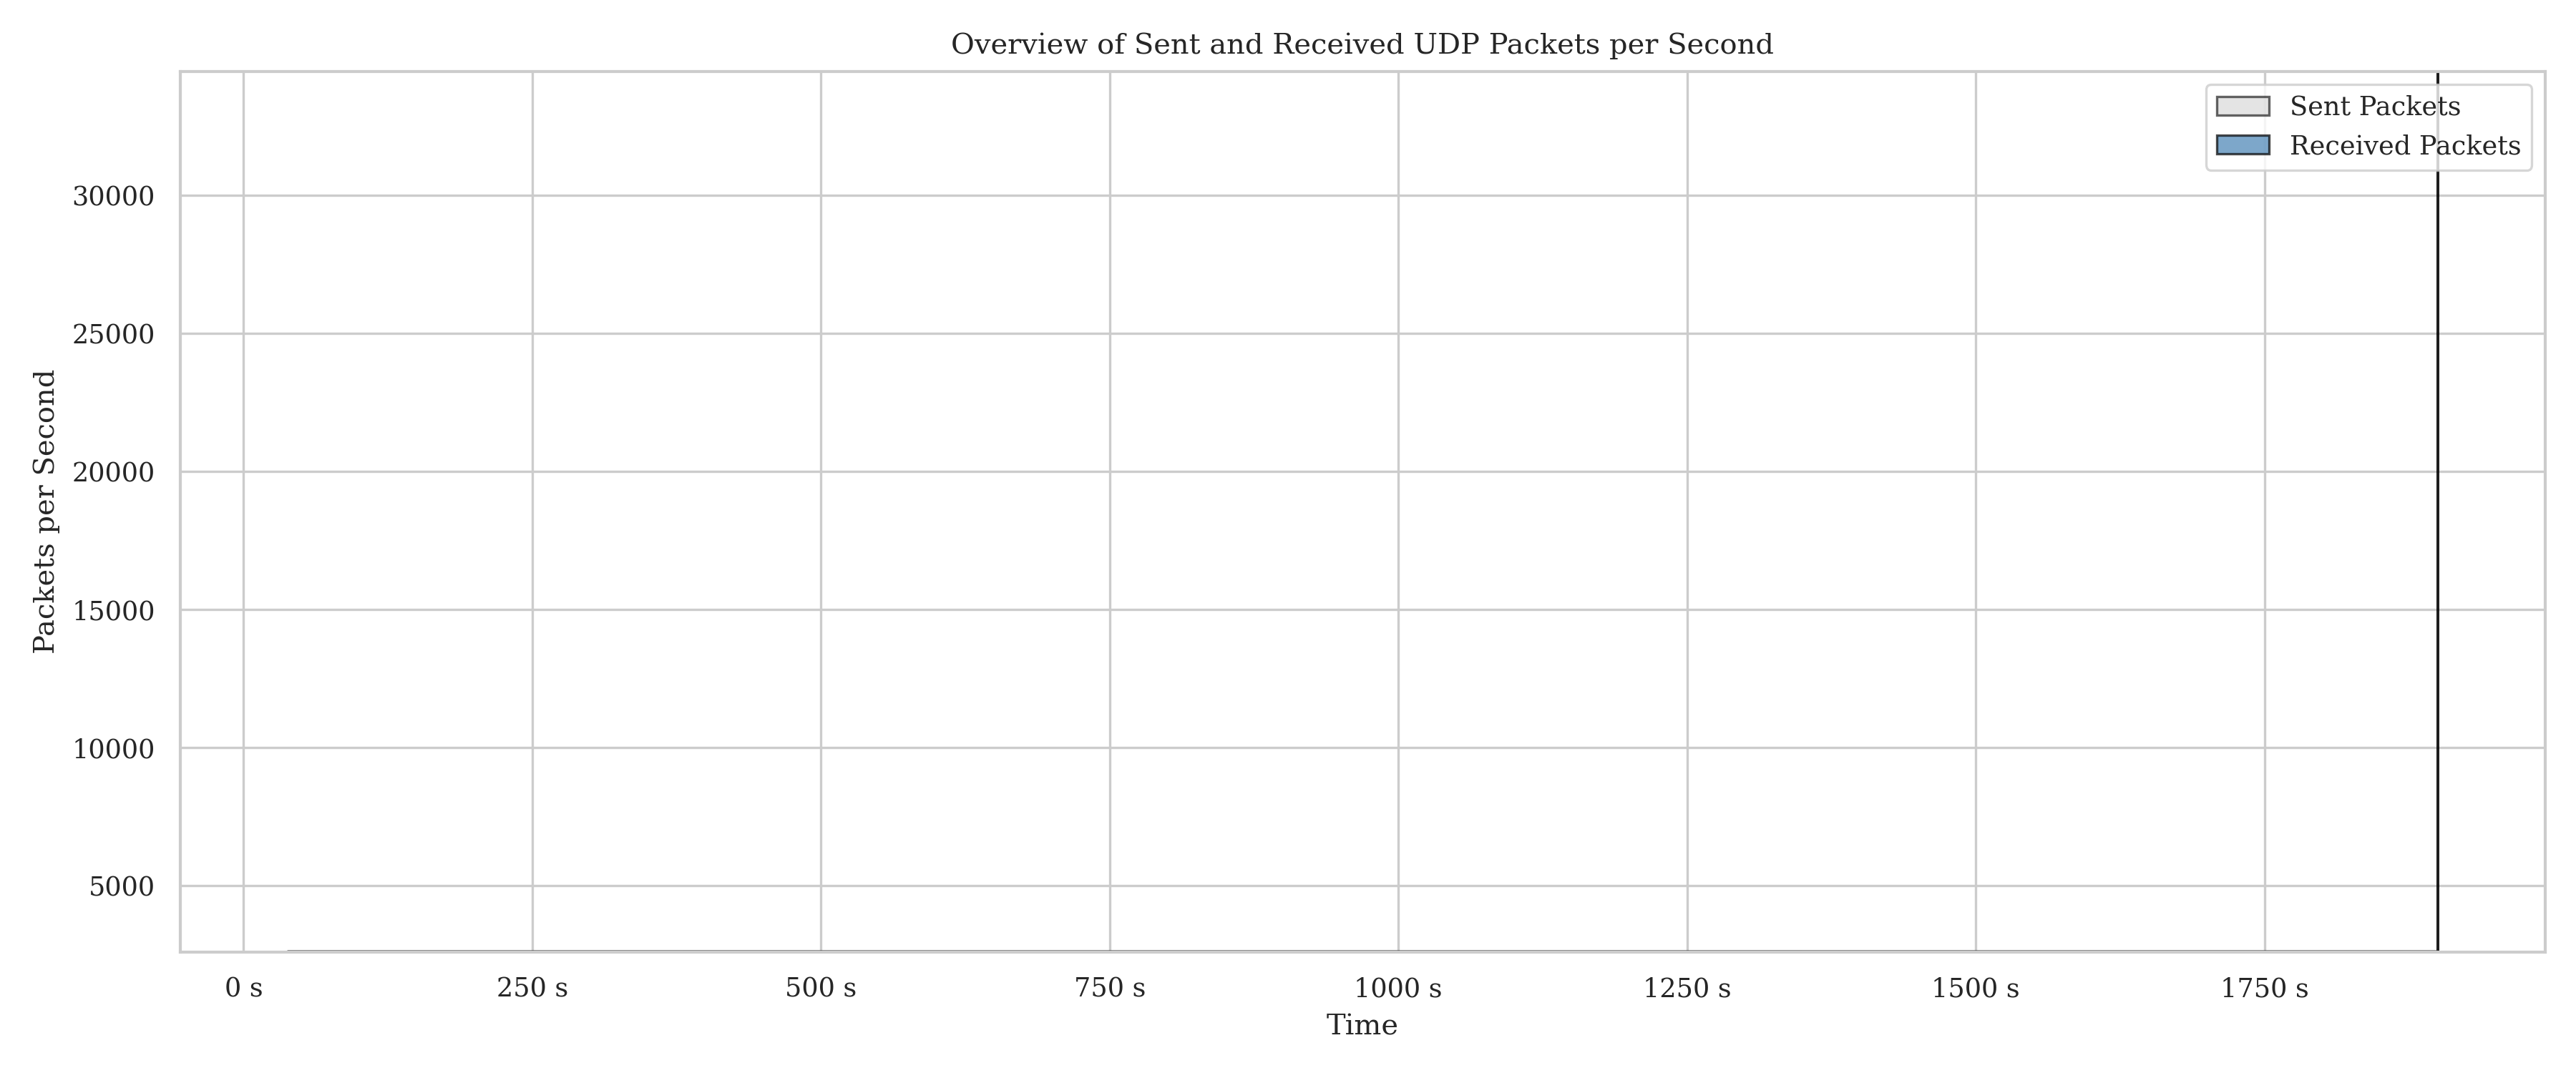 Overview of Sent and Received UDP Packets per Second
Sent Packets
Received Packets
30000
25000
20000
15000
10000
5000
Packets per Second
0 s 250 s 500 s 750 s 1000 s 1250 s 1500 s 1750 s
Time